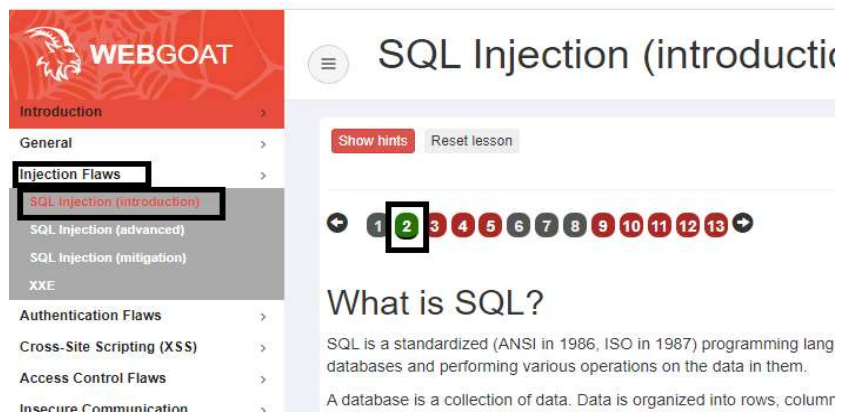 WEBGOAT
Introduction
General
Injection Flaws
SQL Injection (introduction)
SQL Injection (advanced)
SQL Injection (mitigation)
XXE
Authentication Flaws
Cross-Site Scripting (XSS)
Access Control Flaws
Insecure Communication
SQL Injection (introductio
Show hints Reset lesson
1 2 3 4 5 6 7 8 9 10 11 12 13
What is SQL?
SQL is a standardized (ANSI in 1986, ISO in 1987) programming lang
databases and performing various operations on the data in them.
A database is a collection of data. Data is organized into rows, column